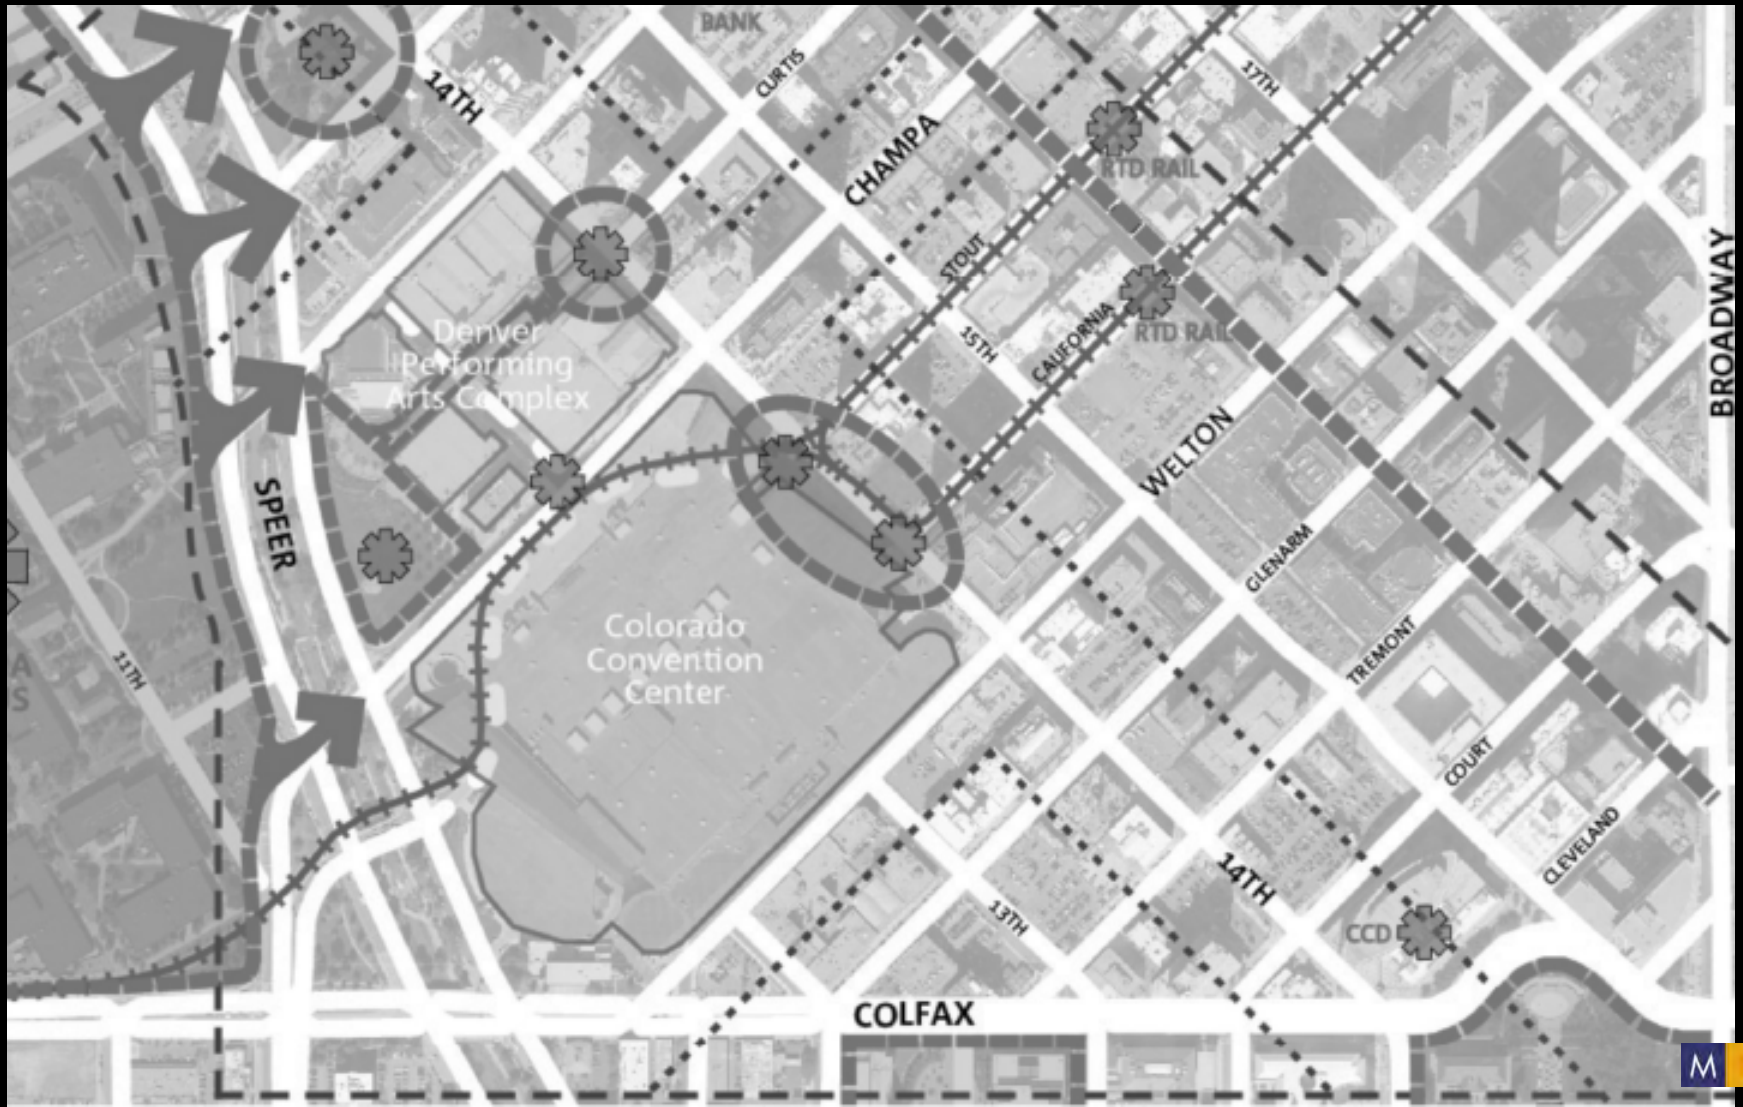 BANK
CURTIS
17TH
14TH
CHAMPA
RTD RAIL
STOUT
BROADWAY
Denver
Performing
Arts Complex
15TH
CALIFORNIA
RTD RAIL
WELTON
SPEER
GLENARM
Colorado
Convention
Center
TREMONT
11TH
A
S
COURT
CLEVELAND
14TH
13TH
CCD
COLFAX
M